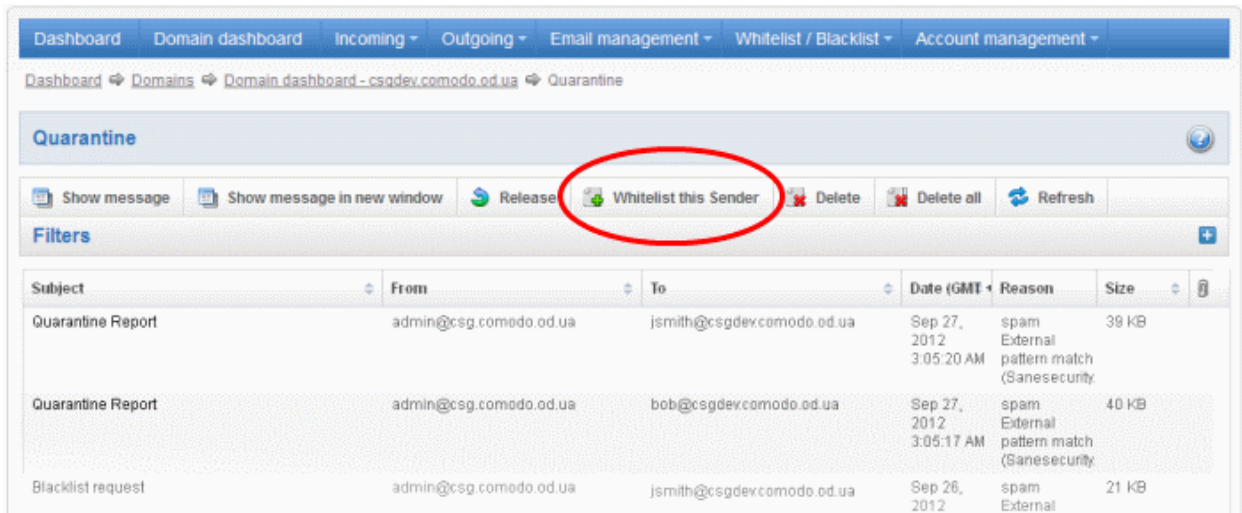 Dashboard Domain dashboard Incoming Outgoing Email management Whitelist / Blacklist Account management
Dashboard Domains Domain dashboard - csgdev.comodo.od.ua Quarantine
Quarantine
Show message Show message in new window Release Whitelist this Sender Delete Delete all Refresh
Filters
Subject From To Date (GMT + Reason Size
Quarantine Report admin@csg.comodo.od.ua jsmith@csgdev.comodo.od.ua Sep 27, spam 39 KB
2012 External
3:05:20 AM pattern match
(Sanesecurity.
Quarantine Report admin@csg.comodo.od.ua bob@csgdev.comodo.od.ua Sep 27, spam 40 KB
2012 External
3:05:17 AM pattern match
(Sanesecurity.
Blacklist request admin@csg.comodo.od.ua jsmith@csgdev.comodo.od.ua Sep 26, spam 21 KB
2012 External